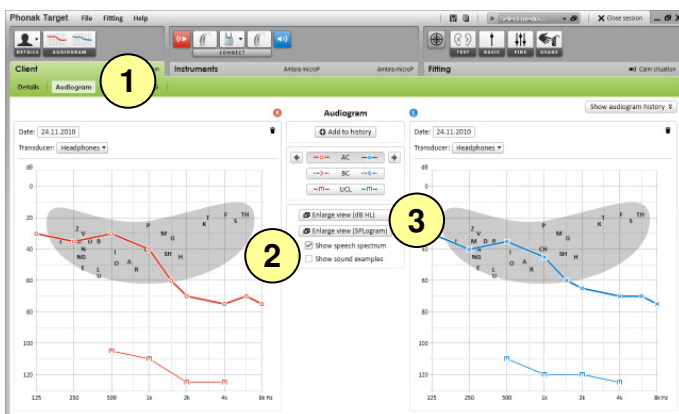 Phonak Target File Fitting Help
Close session
DETAILS AUDIOGRAM
CONNECT
TEST BASIC FINE USAGE
Client
Instruments Ambra microP Ambra microP
Fitting Calm situation
Details Audiogram
1
Show audiogram history
Audiogram
Date: 24.11.2010
Transducer: Headphones
Add to history
AC
BC
UCL
Enlarge view (dB HL)
Enlarge view (SPLogram)
Show speech spectrum
Show sound examples
2
3
Date: 24.11.2010
Transducer: Headphones
dB
0
20
40
60
80
100
120
125 250 500 1k 2k 4k 8k Hz
dB
0
20
40
60
80
100
120
125 250 500 1k 2k 4k 8k Hz